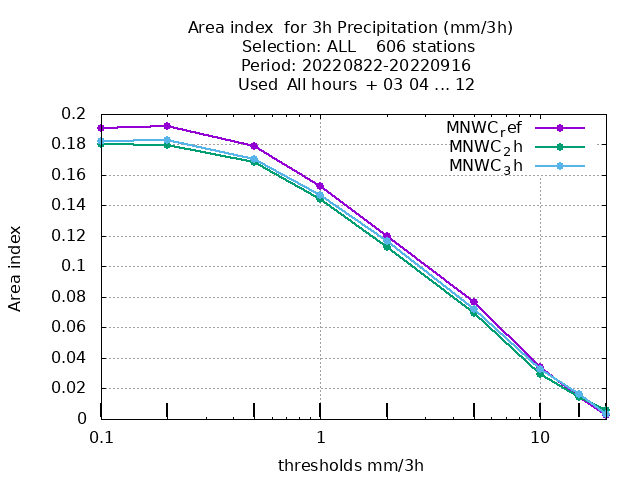 Area index  for 3h Precipitation (mm/3h)
Selection: ALL    606 stations
Period: 20220822-20220916
Used  All hours  + 03 04 ... 12
MNWC_ref
MNWC_2h
MNWC_3h
0.2
0.18
0.16
0.14
0.12
0.1
0.08
0.06
0.04
0.02
0
Area index
0.1 1 10
thresholds mm/3h